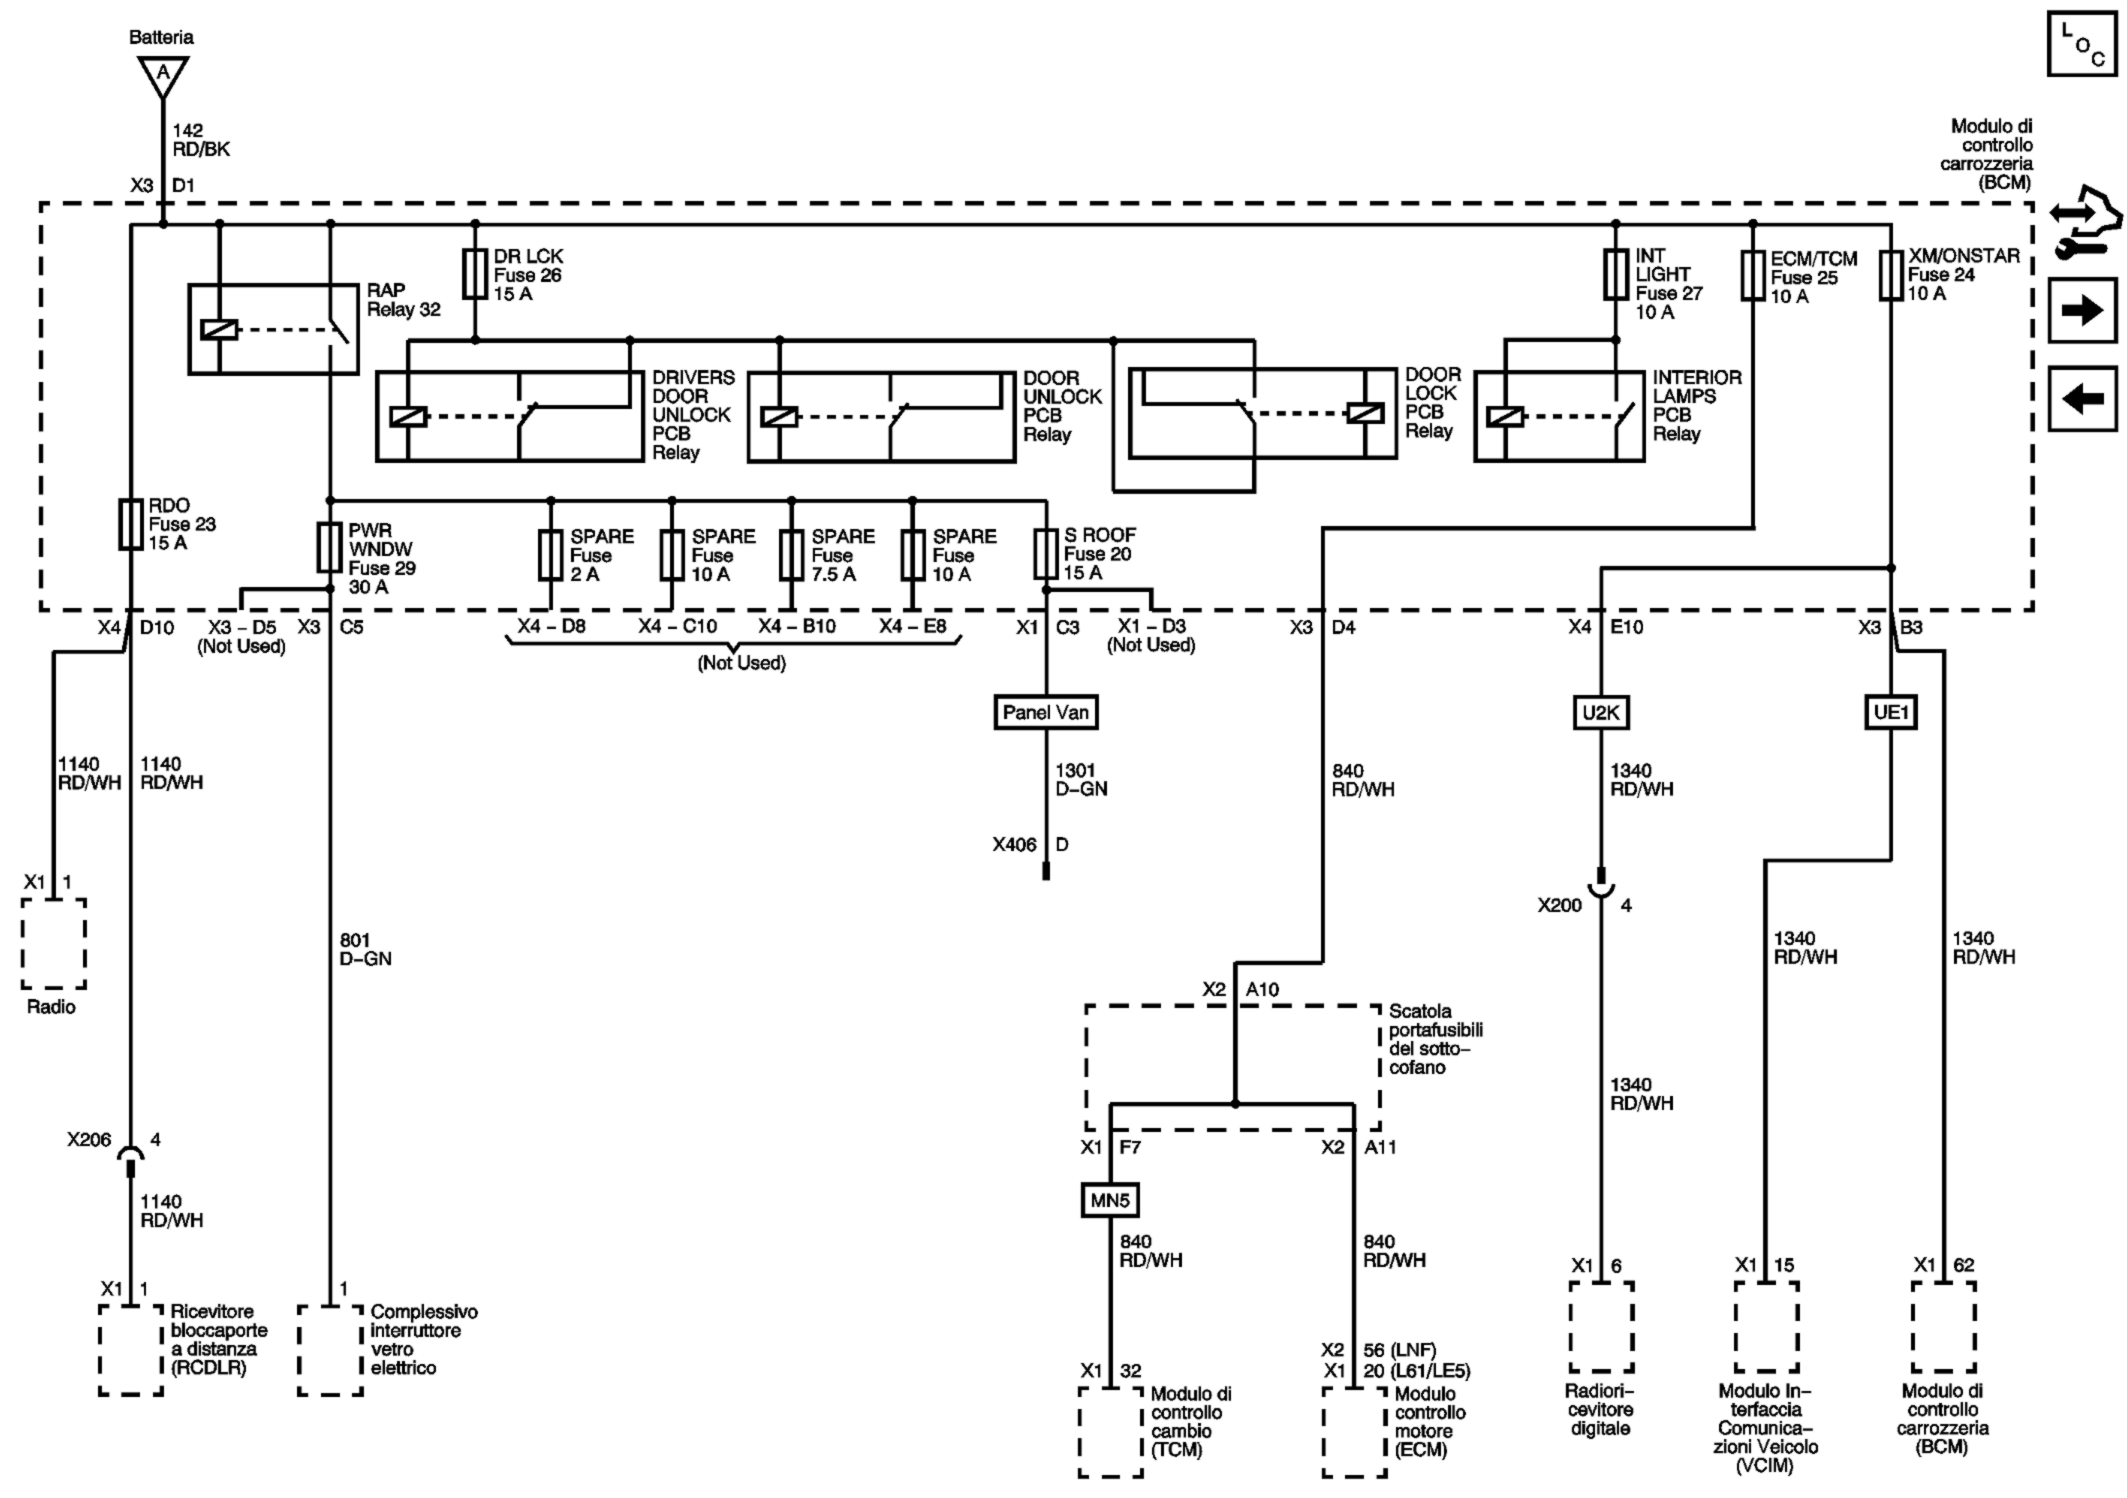 Batteria
A
L
O
C
142
RD/BK
X3 D1
Modulo di
controllo
carrozzeria
(BCM)
RAP
Relay 32
DR LCK
Fuse 26
15 A
INT
LIGHT
Fuse 27
10 A
ECM/TCM
Fuse 25
10 A
XM/ONSTAR
Fuse 24
10 A
DRIVERS
DOOR
UNLOCK
PCB
Relay
DOOR
UNLOCK
PCB
Relay
DOOR
LOCK
PCB
Relay
INTERIOR
LAMPS
PCB
Relay
RDO
Fuse 23
15 A
PWR
WNDW
Fuse 29
30 A
SPARE
Fuse
2 A
SPARE
Fuse
10 A
SPARE
Fuse
7.5 A
SPARE
Fuse
10 A
S ROOF
Fuse 20
15 A
X4 D10
X3 – D5
(Not Used)
X3 C5
X4 – D8
X4 – C10
X4 – B10
X4 – E8
(Not Used)
X1 C3
X1 – D3
(Not Used)
X3 D4
X4 E10
X3 B3
Panel Van
U2K
UE1
1140
RD/WH
1140
RD/WH
1301
D–GN
840
RD/WH
1340
RD/WH
X406 D
X1 1
Radio
X200 4
801
D–GN
1340
RD/WH
1340
RD/WH
X2 A10
Scatola
portafusibili
del sotto–
cofano
1340
RD/WH
X206 4
X1 F7
X2 A11
MN5
1140
RD/WH
840
RD/WH
840
RD/WH
X1 1
Ricevitore
bloccaporte
a distanza
(RCDLR)
1
Complessivo
interruttore
vetro
elettrico
X1 32
Modulo di
controllo
cambio
(TCM)
X2 56 (LNF)
X1 20 (L61/LE5)
Modulo
controllo
motore
(ECM)
X1 6
Radiori–
cevitore
digitale
X1 15
Modulo In–
terfaccia
Comunica–
zioni Veicolo
(VCIM)
X1 62
Modulo di
controllo
carrozzeria
(BCM)